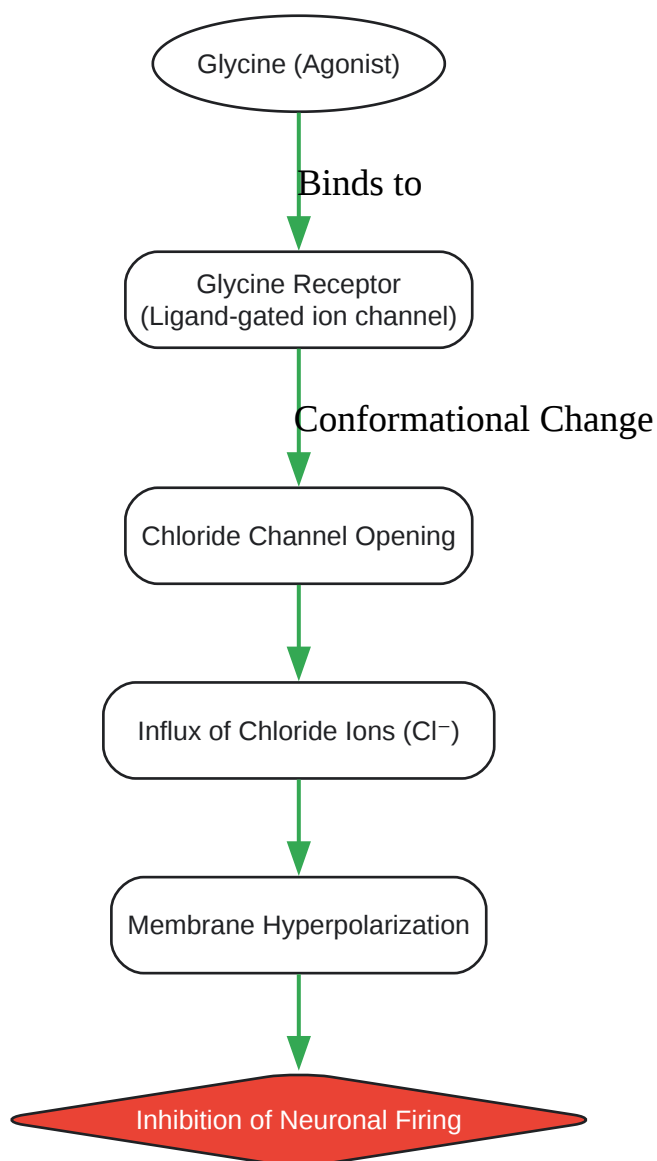 Glycine (Agonist)
Binds to
Glycine Receptor
(Ligand-gated ion channel)
Conformational Change
Chloride Channel Opening
Influx of Chloride Ions (Cl⁻)
Membrane Hyperpolarization
Inhibition of Neuronal Firing